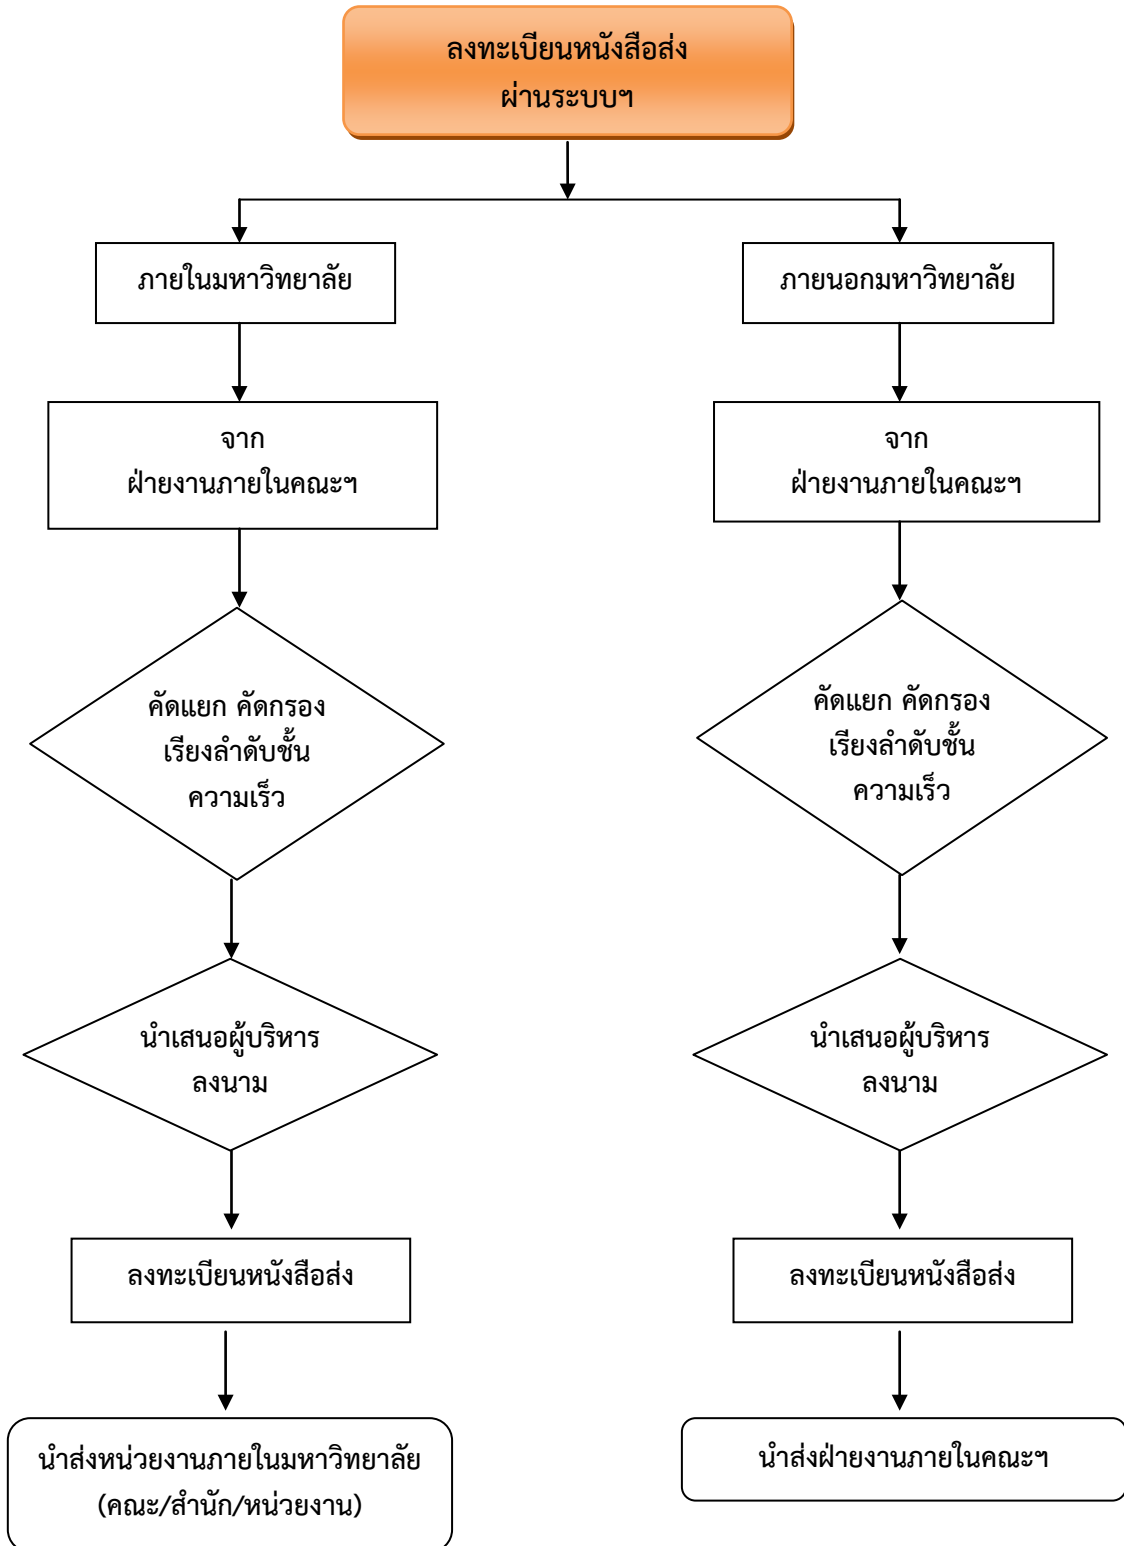 ลงทะเบียนหนังสือส่ง
ผ่านระบบฯ
ภายในมหาวิทยาลัย
จาก
ฝ่ายงานภายในคณะฯ
คัดแยก คัดกรอง
เรียงลำดับชั้น
ความเร็ว
นำเสนอผู้บริหาร
ลงนาม
ลงทะเบียนหนังสือส่ง
นำส่งหน่วยงานภายในมหาวิทยาลัย
(คณะ/สำนัก/หน่วยงาน)
ภายนอกมหาวิทยาลัย
จาก
ฝ่ายงานภายในคณะฯ
คัดแยก คัดกรอง
เรียงลำดับชั้น
ความเร็ว
นำเสนอผู้บริหาร
ลงนาม
ลงทะเบียนหนังสือส่ง
นำส่งฝ่ายงานภายในคณะฯ